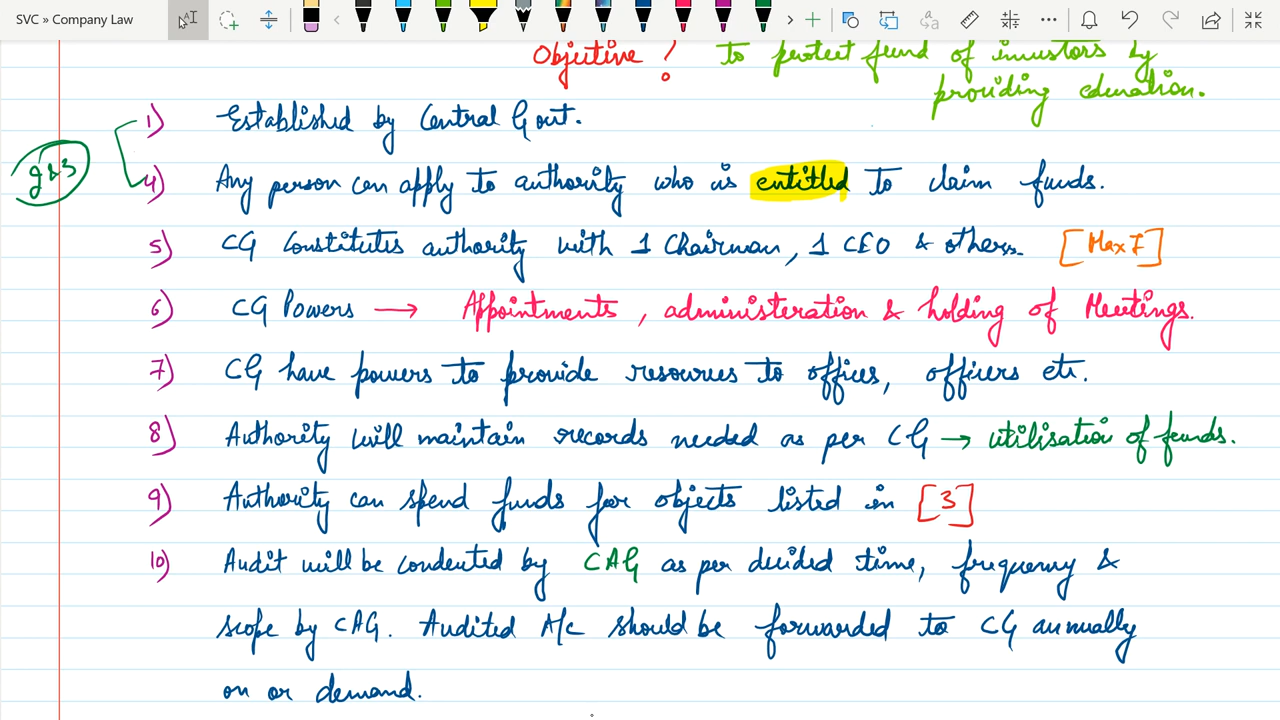 SVC » Company Law
Objective ? to protect fund of investors by
providing education.
1) Established by Central Govt.
2 & 3
4) Any person can apply to authority who is entitled to claim funds.
5) CG Constitutes authority with 1 Chairman, 1 CEO & others. [Max 7]
6) CG Powers → Appointments, administeration & holding of Meetings.
7) CG have powers to provide resources to offices, officers etc.
8) Authority will maintain records needed as per CG → utilisation of funds.
9) Authority can spend funds for objects listed in [3]
10) Audit will be conducted by CAG as per decided time, frequency &
scope by CAG. Audited A/c should be forwarded to CG annually
on or demand.